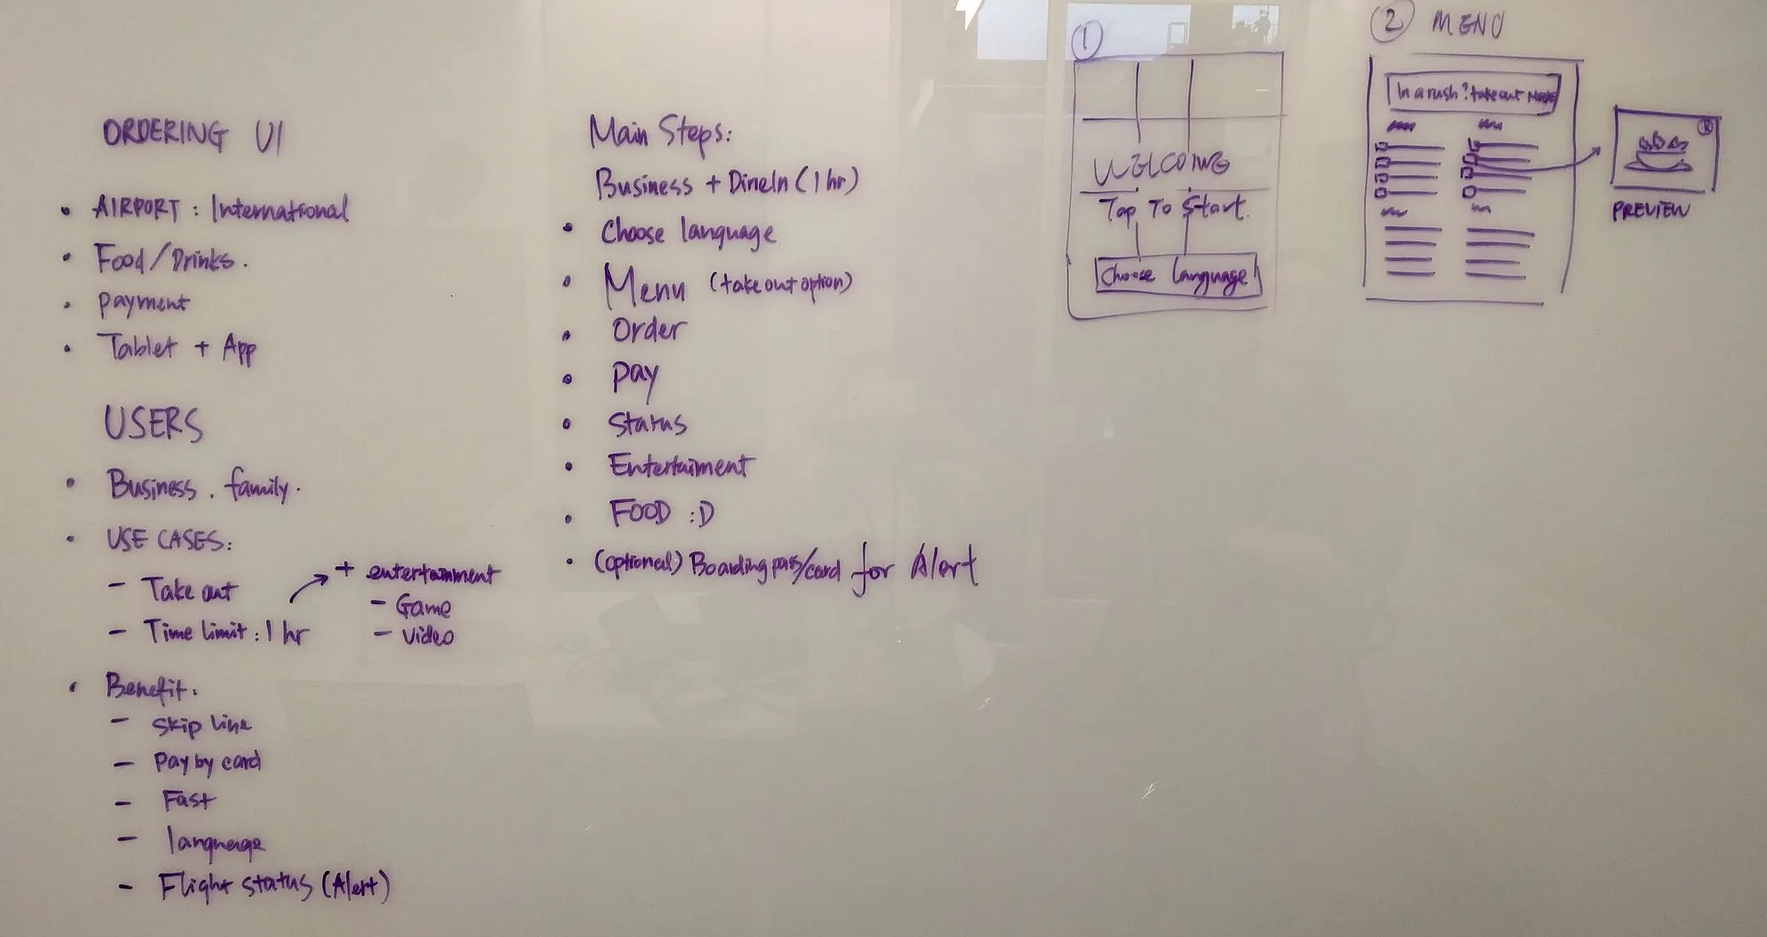 ORDERING UI
• AIRPORT : International
• Food/Drinks.
• payment
• Tablet + App
USERS
• Business . family.
• USE CASES:
– Take out
– Time limit : 1 hr
+ entertainment
– Game
– video
• Benefit.
– skip line
– Pay by card
– Fast
– language
– Flight status (Alert)
Main Steps:
Business + DineIn (1 hr)
• Choose language
• Menu (take out option)
• Order
• pay
• Status
• Entertaiment
• FOOD :D
• (optional) Boarding pass/card for Alert
①
WELCOME
Tap To Start.
Choose language
② MENU
In a rush? take out
PREVIEW